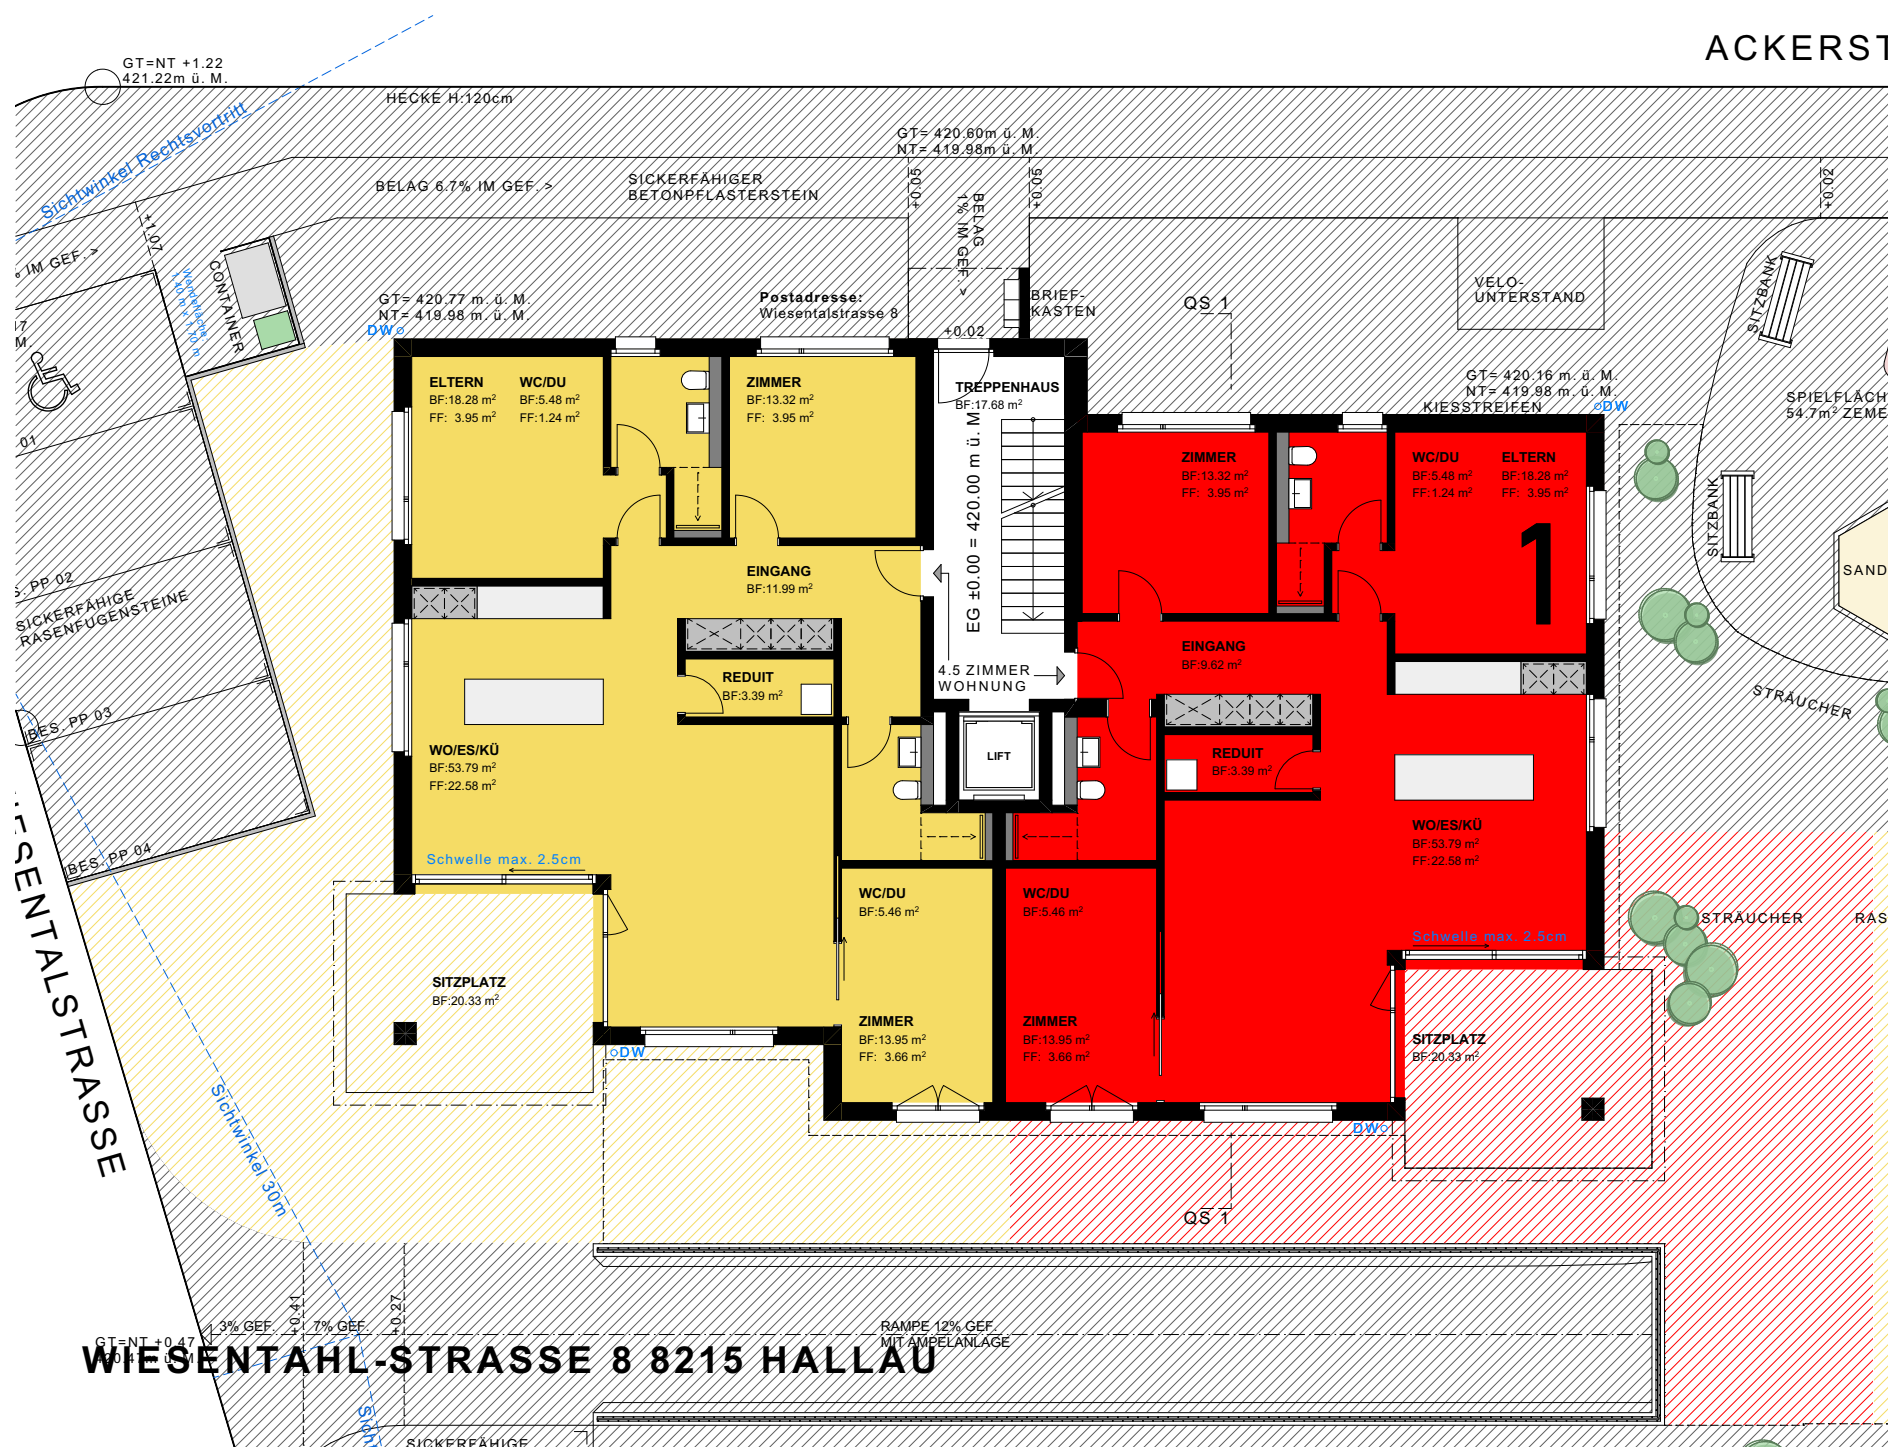 ACKERST
GT=NT +1.22
421.22m ü. M.
HECKE H:120cm
Sichtwinkel Rechtsvortritt
GT= 420.60m ü. M.
NT= 419.98m ü. M.
BELAG 6.7% IM GEF. >
SICKERFÄHIGER
BETONPFLASTERSTEIN
+0.05
BELAG
1% IM GEF. >
+0.05
+0.02
+1.07
% IM GEF. >
CONTAINER
Wendefläche:
1.40 m x 1.70 m
GT= 420.77 m. ü. M.
NT= 419.98 m. ü. M.
DW
Postadresse:
Wiesentalstrasse 8
+0.02
BRIEF-
KASTEN
QS 1
VELO-
UNTERSTAND
SITZBANK
GT= 420.16 m. ü. M.
NT= 419.98 m. ü. M.
KIESSTREIFEN
DW
SPIELFLÄCH
54.7m² ZEME
M.
01
ELTERN
BF:18.28 m²
FF: 3.95 m²
WC/DU
BF:5.48 m²
FF:1.24 m²
ZIMMER
BF:13.32 m²
FF: 3.95 m²
TREPPENHAUS
BF:17.68 m²
EG ±0.00 = 420.00 m ü. M
ZIMMER
BF:13.32 m²
FF: 3.95 m²
WC/DU
BF:5.48 m²
FF:1.24 m²
ELTERN
BF:18.28 m²
FF: 3.95 m²
1
SITZBANK
SAND
S. PP 02
SICKERFÄHIGE
RASENFUGENSTEINE
EINGANG
BF:11.99 m²
EINGANG
BF:9.62 m²
4.5 ZIMMER
WOHNUNG
REDUIT
BF:3.39 m²
STRÄUCHER
BES. PP 03
WO/ES/KÜ
BF:53.79 m²
FF:22.58 m²
LIFT
REDUIT
BF:3.39 m²
WO/ES/KÜ
BF:53.79 m²
FF:22.58 m²
BES. PP 04
Schwelle max. 2.5cm
WC/DU
BF:5.46 m²
WC/DU
BF:5.46 m²
STRÄUCHER
RAS
Schwelle max. 2.5cm
IESENTALSTRASSE
SITZPLATZ
BF:20.33 m²
ZIMMER
BF:13.95 m²
FF: 3.66 m²
ZIMMER
BF:13.95 m²
FF: 3.66 m²
SITZPLATZ
BF:20.33 m²
DW
DW
Sichtwinkel 30m
QS 1
+0.41
+0.27
3% GEF.
7% GEF.
RAMPE 12% GEF.
MIT AMPELANLAGE
GT=NT +0.47
WIESENTAHL-STRASSE 8 8215 HALLAU
Sicht
SICKERFÄHIGE